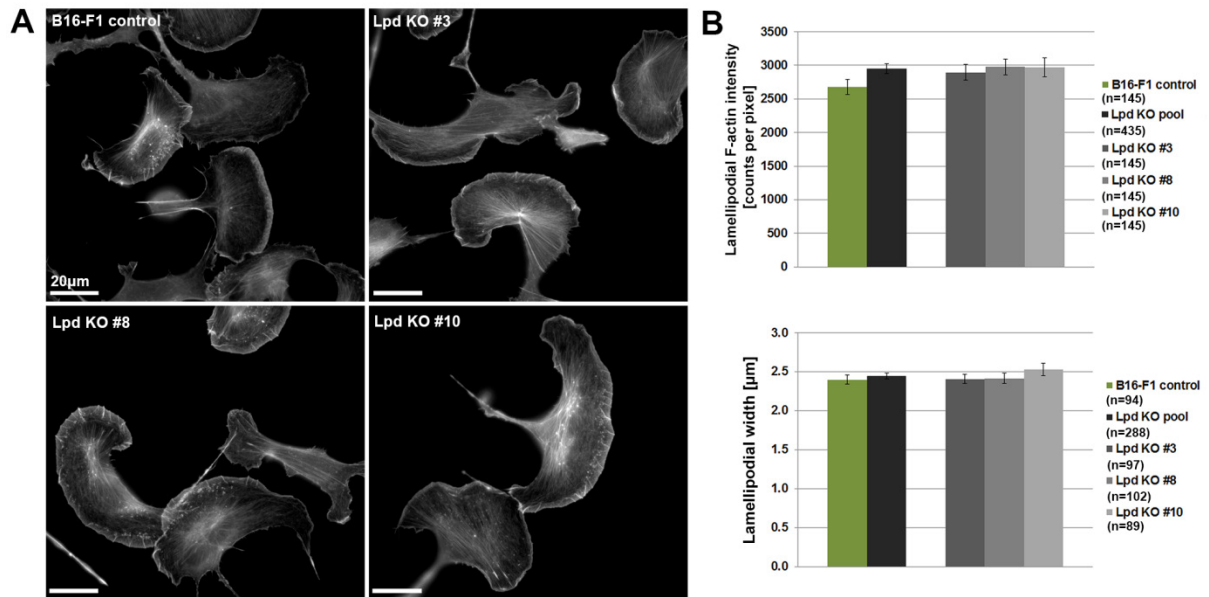 A
B16-F1 control
20µm
Lpd KO #3
Lpd KO #8
Lpd KO #10
B
Lamellipodial F-actin intensity
[counts per pixel]
3500
3000
2500
2000
1500
1000
500
0
B16-F1 control
(n=145)
Lpd KO pool
(n=435)
Lpd KO #3
(n=145)
Lpd KO #8
(n=145)
Lpd KO #10
(n=145)
Lamellipodial width [µm]
3.0
2.5
2.0
1.5
1.0
0.5
0.0
B16-F1 control
(n=94)
Lpd KO pool
(n=288)
Lpd KO #3
(n=97)
Lpd KO #8
(n=102)
Lpd KO #10
(n=89)